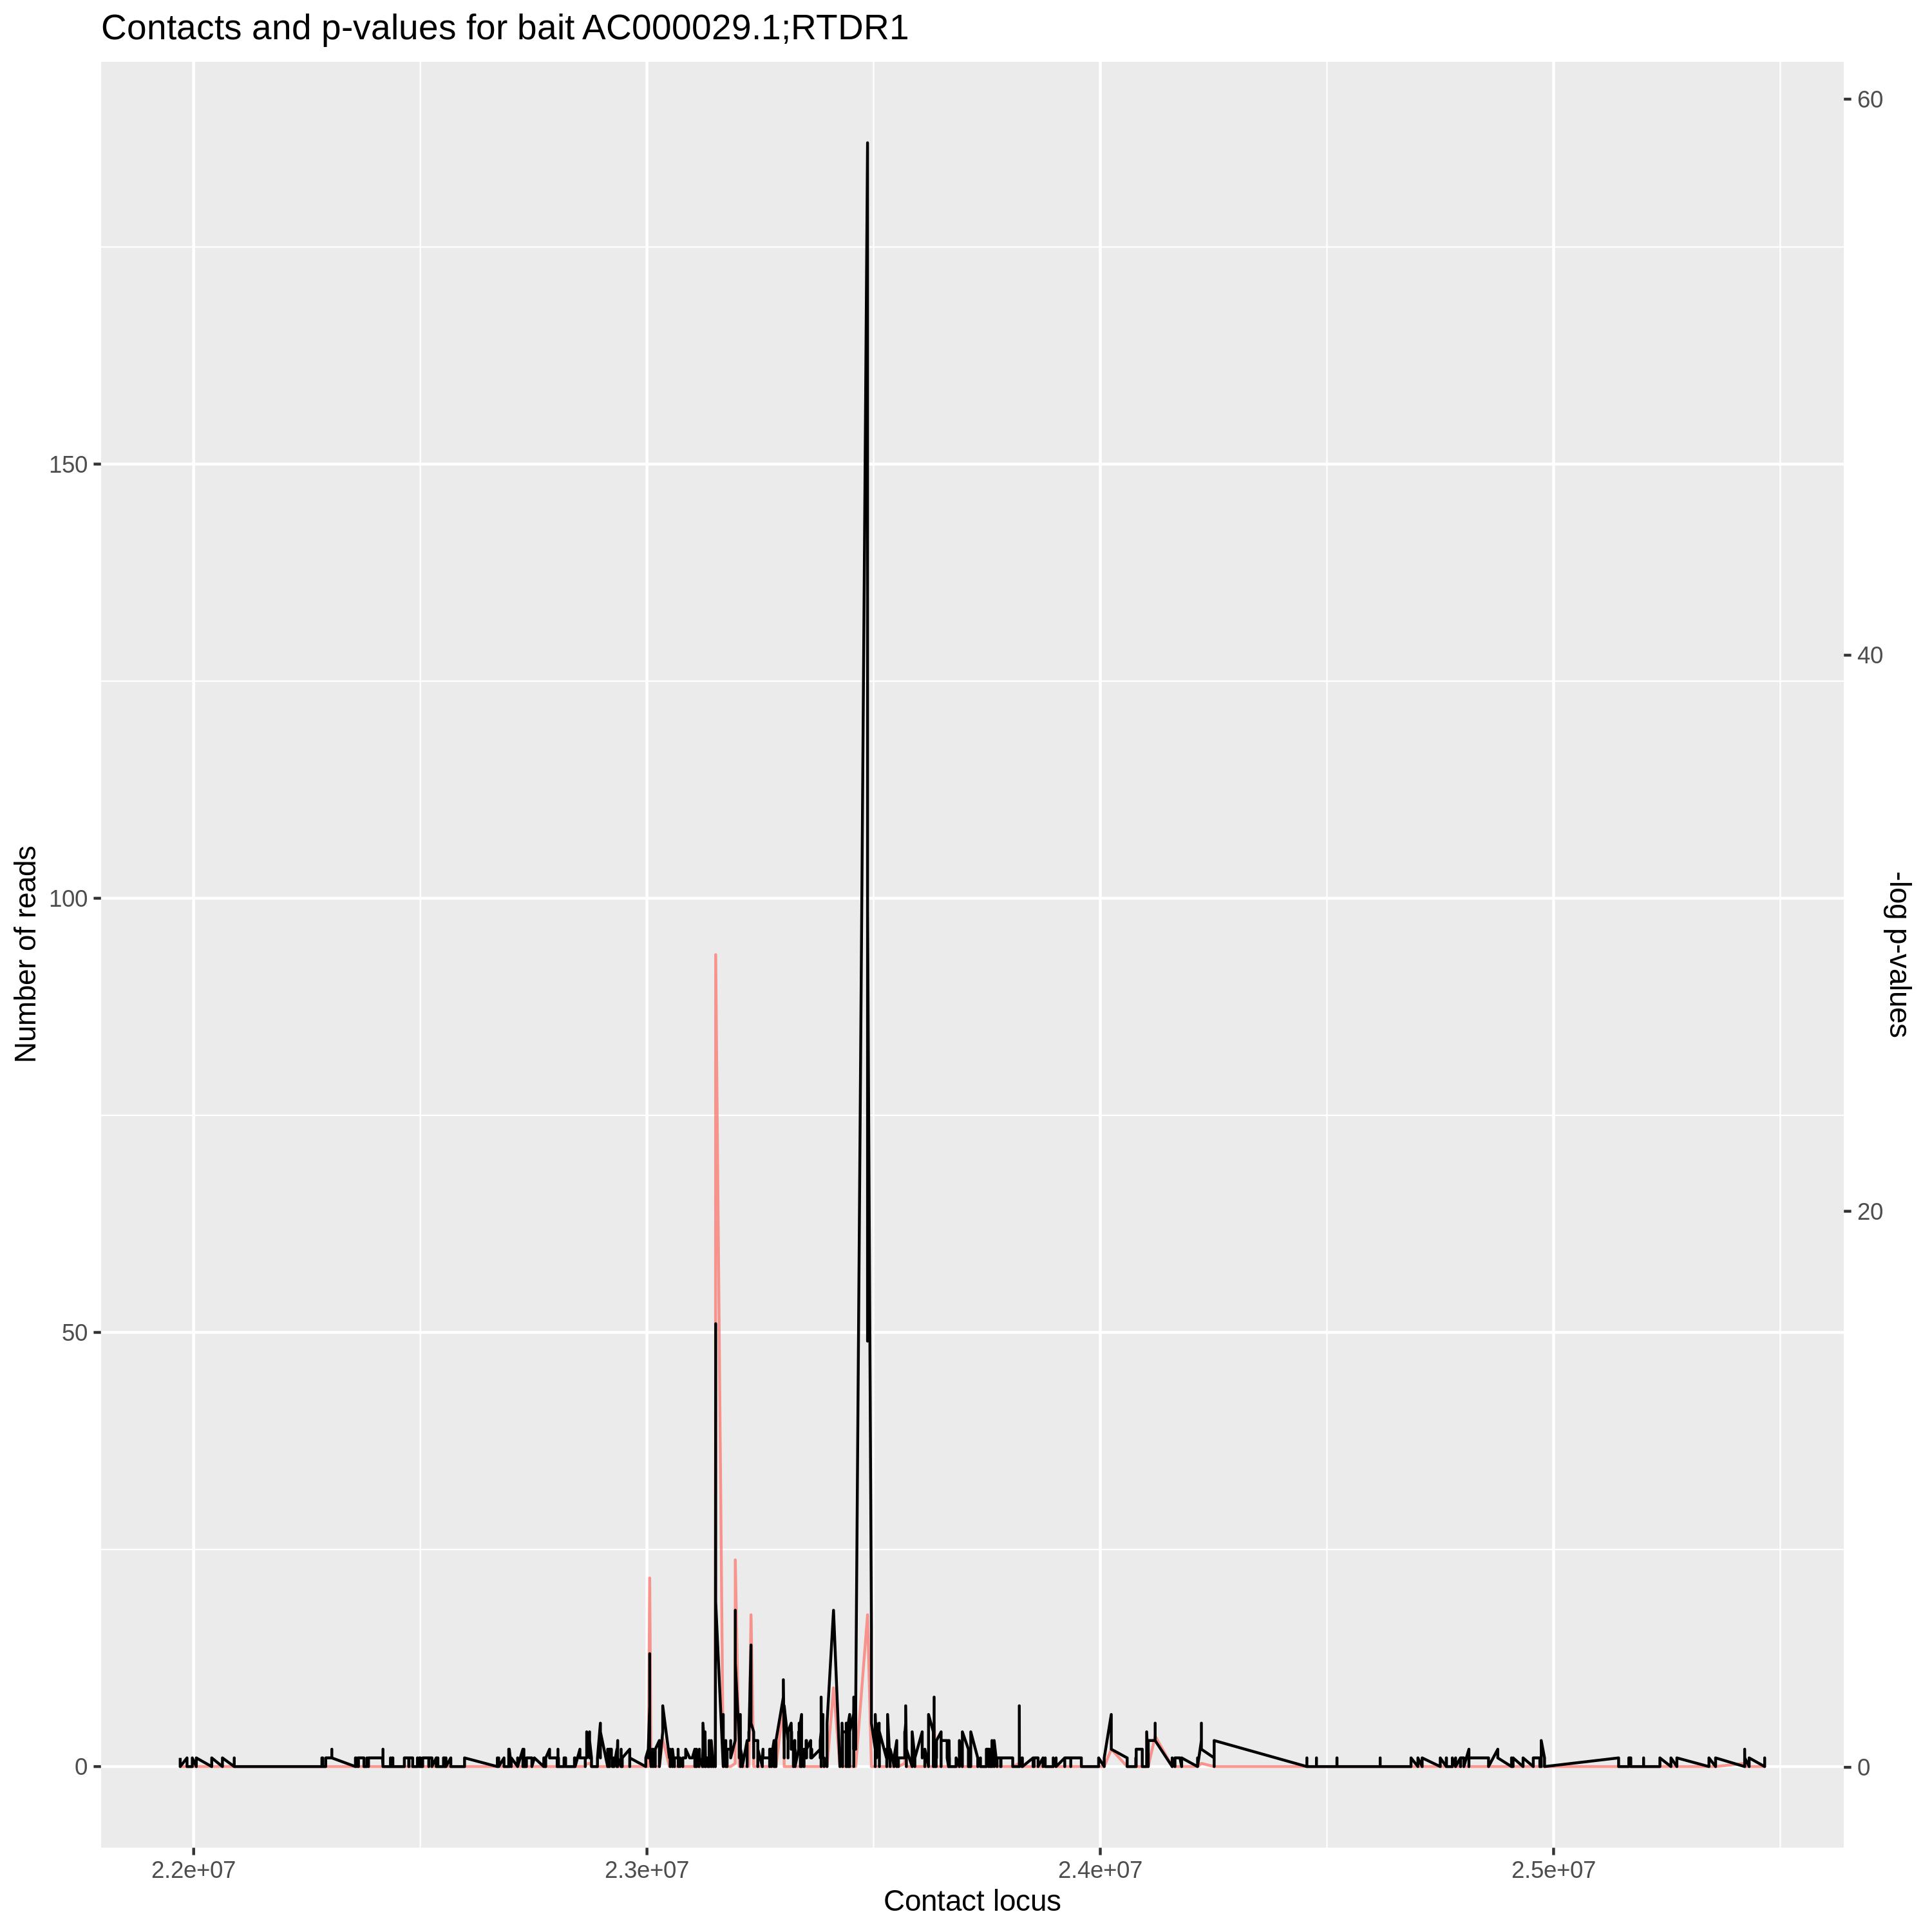 Contacts and p-values for bait AC000029.1;RTDR1
60
150
40
Number of reads
-log p-values
100
20
50
0
0
2.2e+07
2.3e+07
2.4e+07
2.5e+07
Contact locus